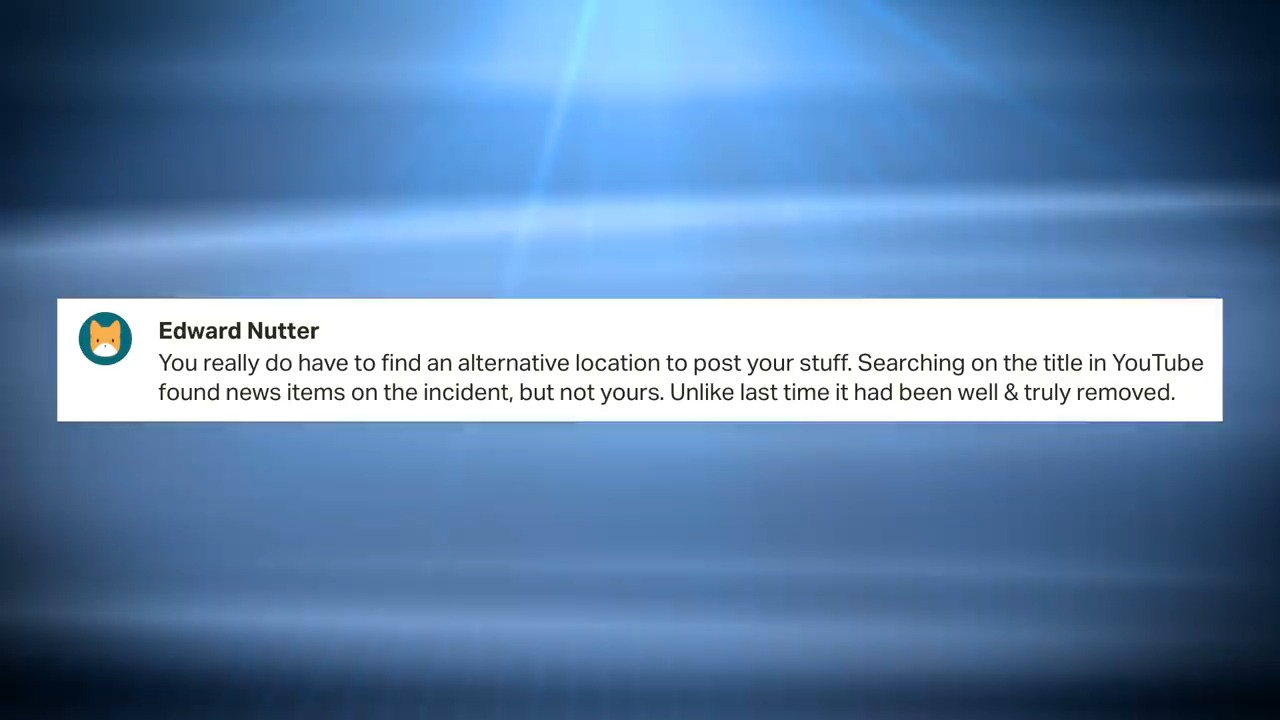 Edward Nutter
You really do have to find an alternative location to post your stuff. Searching on the title in YouTube
found news items on the incident, but not yours. Unlike last time it had been well & truly removed.